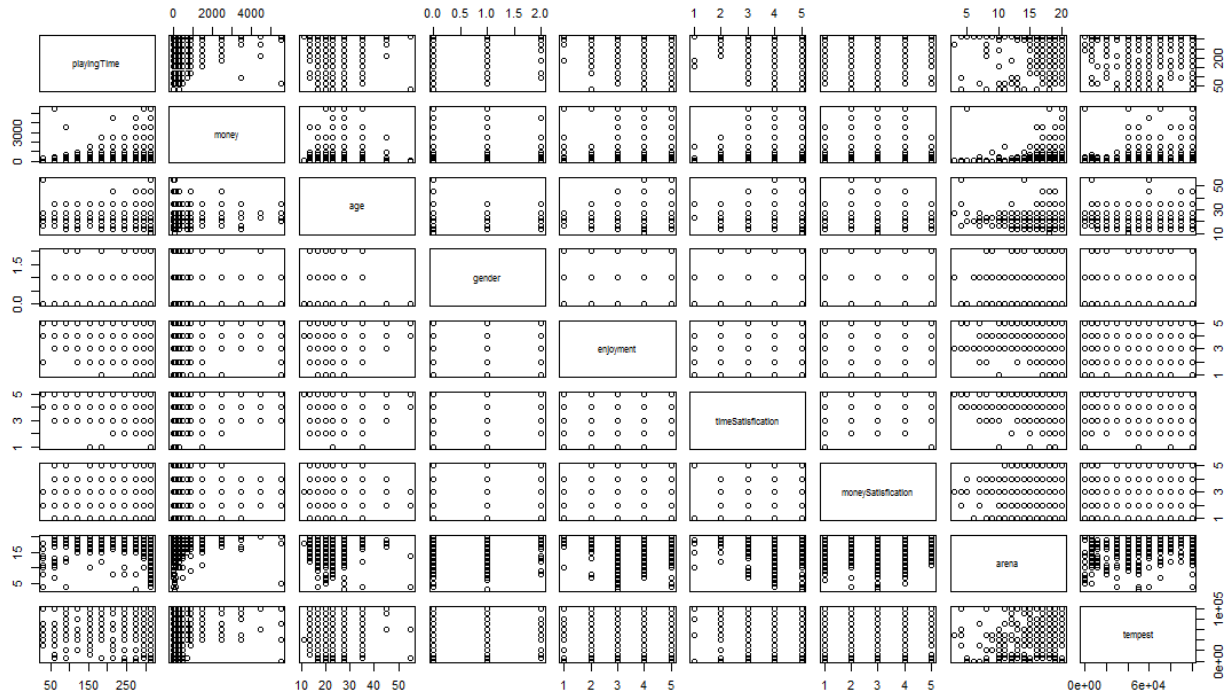 0 2000 4000
0.0 0.5 1.0 1.5 2.0
1 2 3 4 5
5 10 15 20
playingTime
50 200
0 3000
money
age
10 30 50
0.0 1.5
gender
enjoyment
1 3 5
1 3 5
timeSatisfication
moneySatisfication
1 3 5
5 15
arena
tempest
0e+00 1e+05
50 150 250
10 20 30 40 50
1 2 3 4 5
1 2 3 4 5
0e+00 6e+04